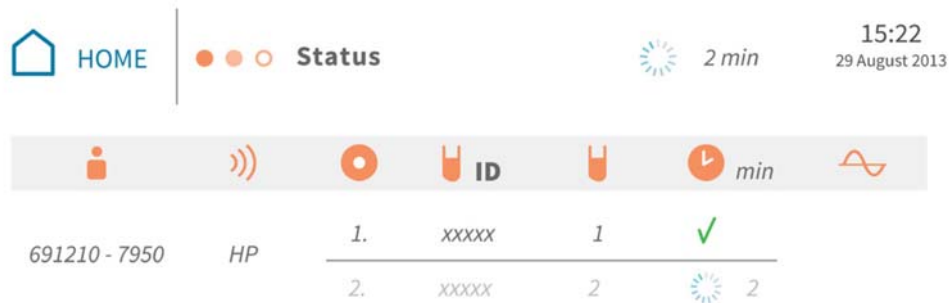 HOME Status 2 min 15:22
29 August 2013
ID min
691210 - 7950 HP 1. xxxxx 1
2. xxxxx 2 2